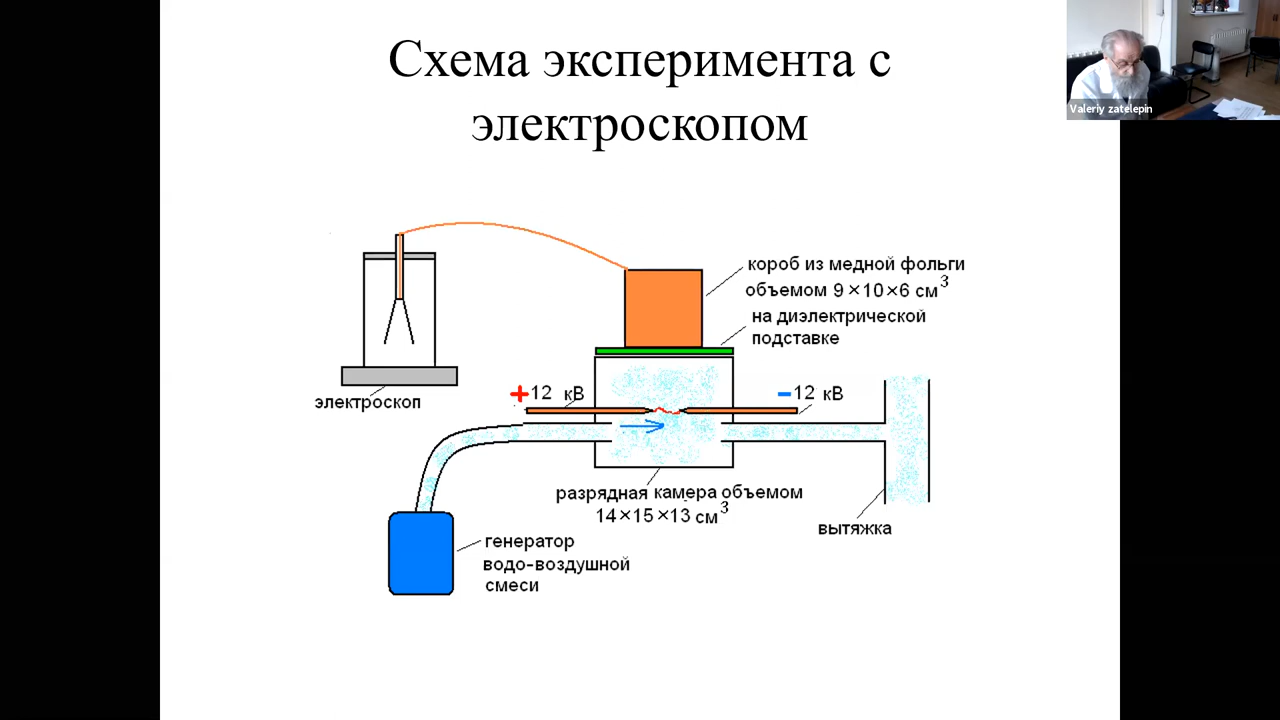 Схема эксперимента с
электроскопом
Valeriy zatelepin
короб из медной фольги
объемом 9×10×6 см³
на диэлектрической
подставке
+12 кВ
−12 кВ
электроскоп
разрядная камера объемом
14×15×13 см³
вытяжка
генератор
водо-воздушной
смеси